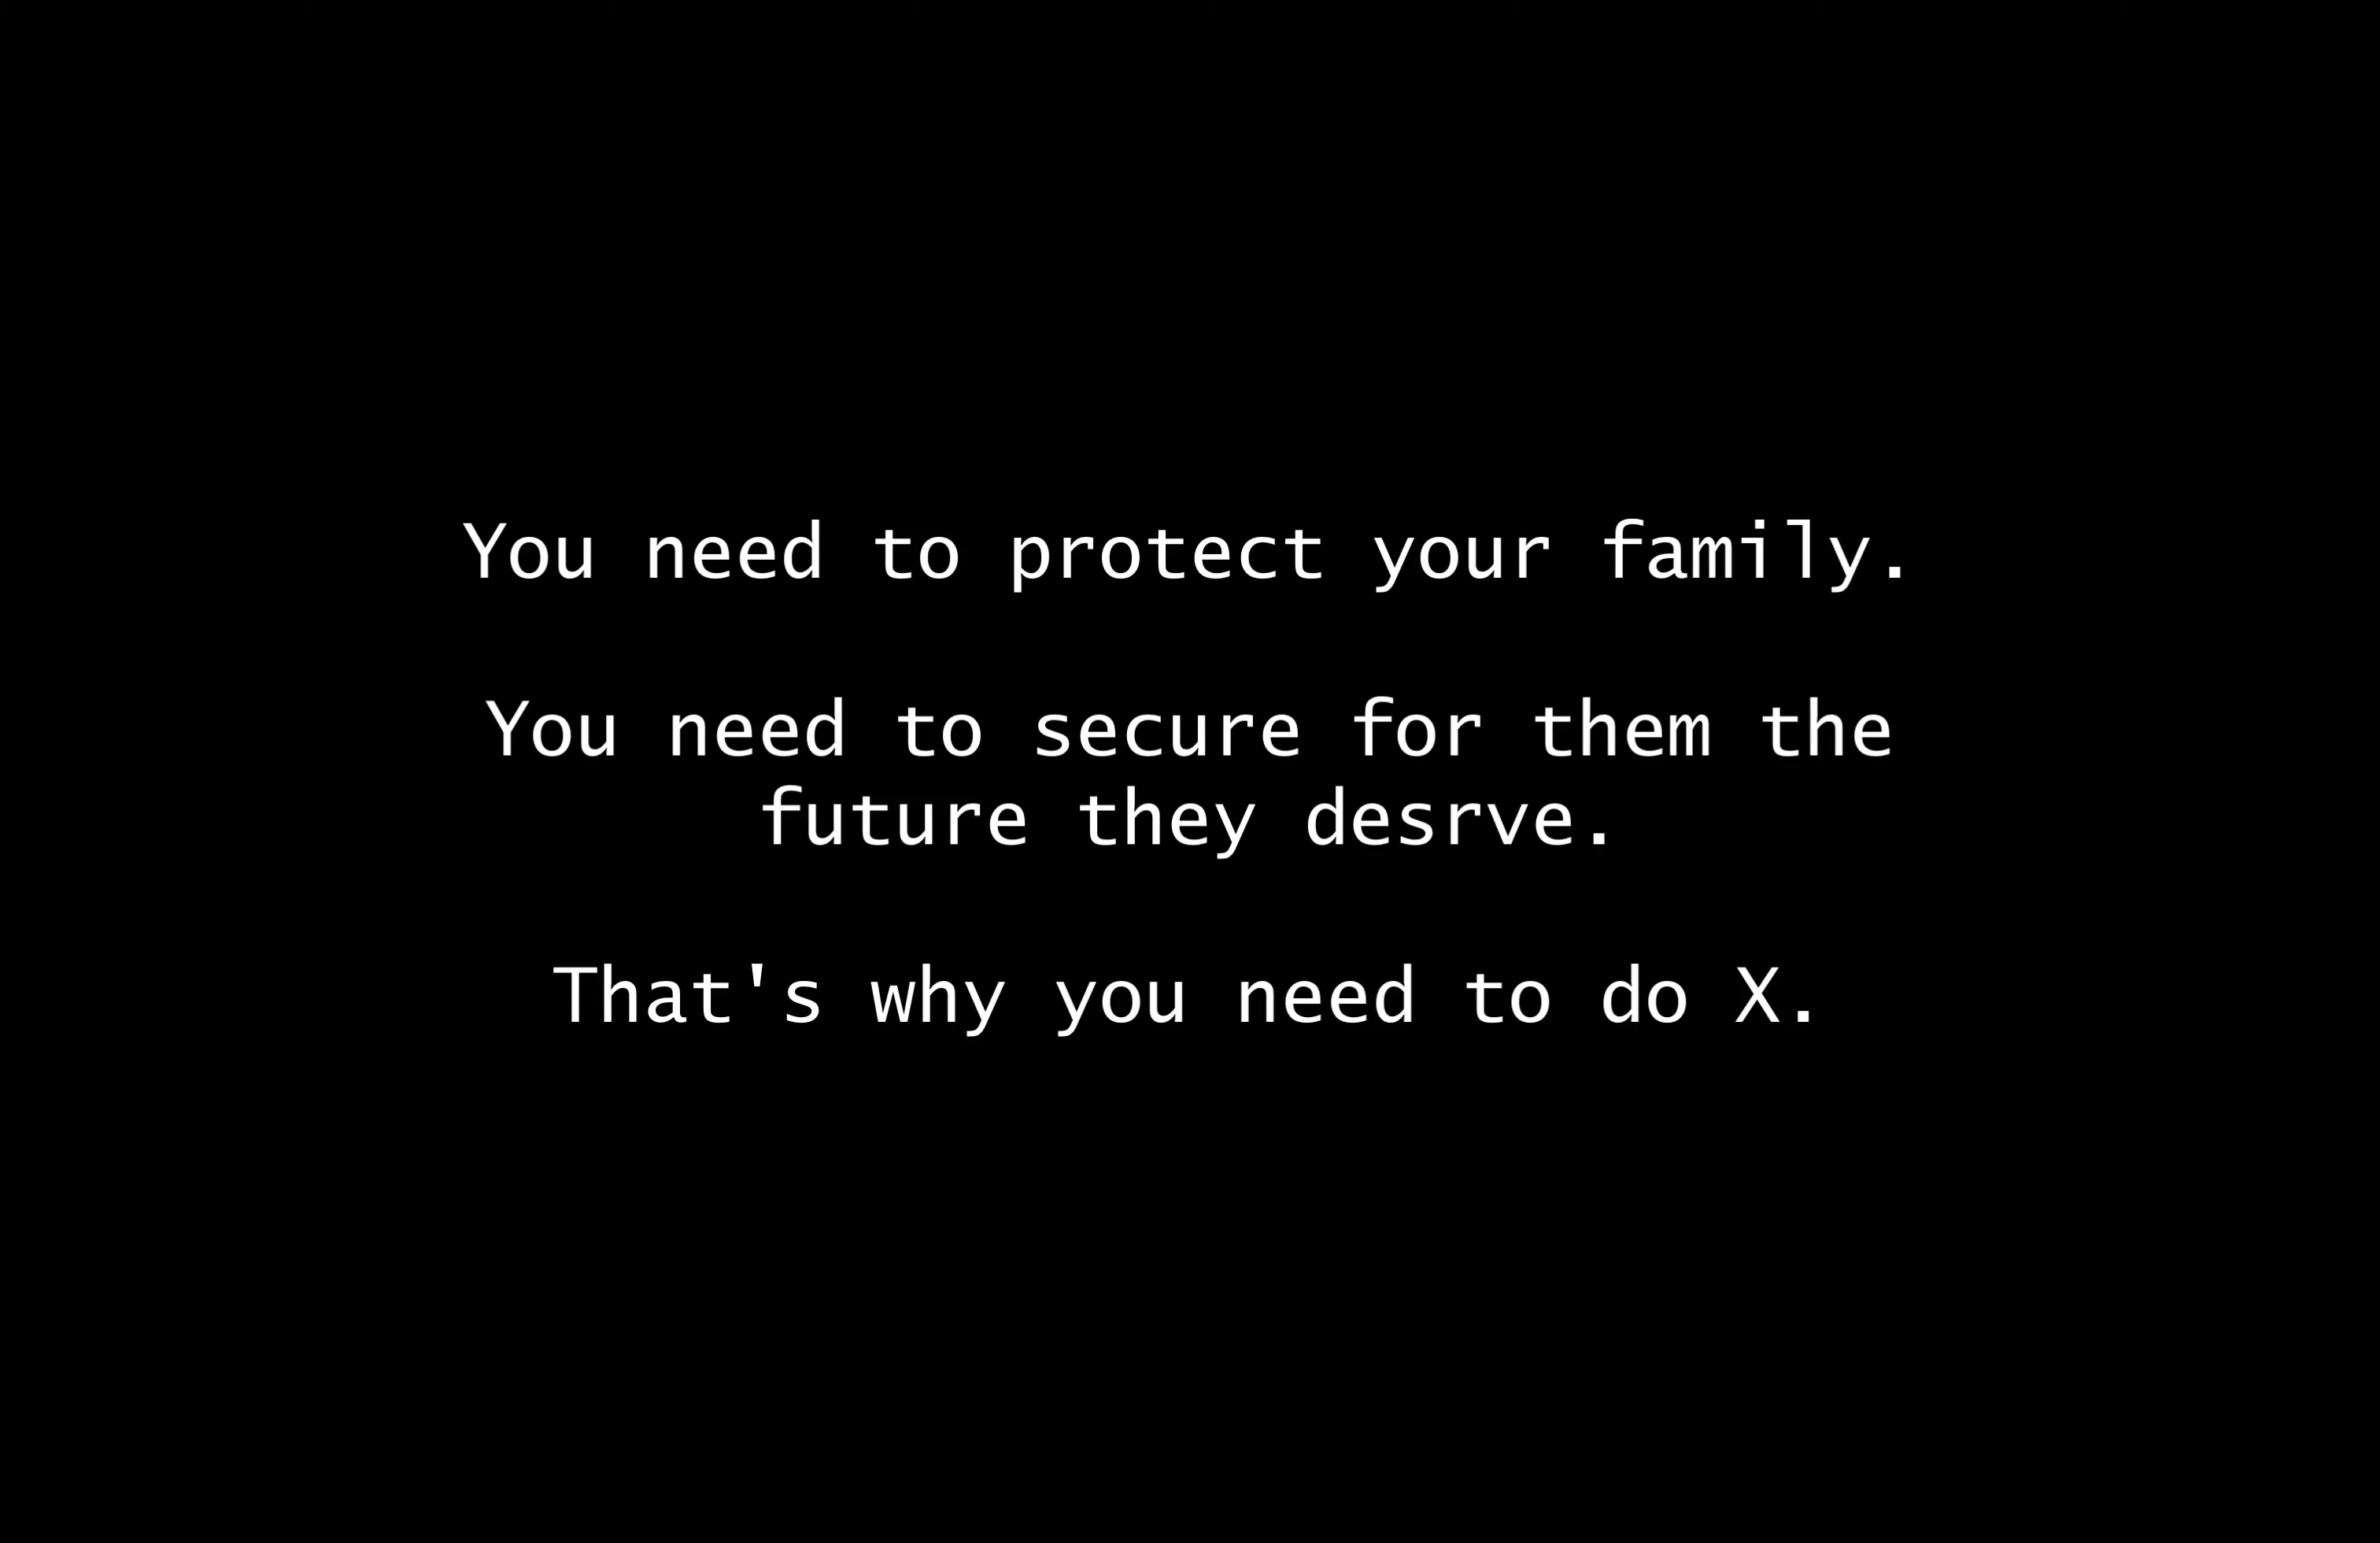 You need to protect your family.
You need to secure for them the
future they desrve.
That's why you need to do X.